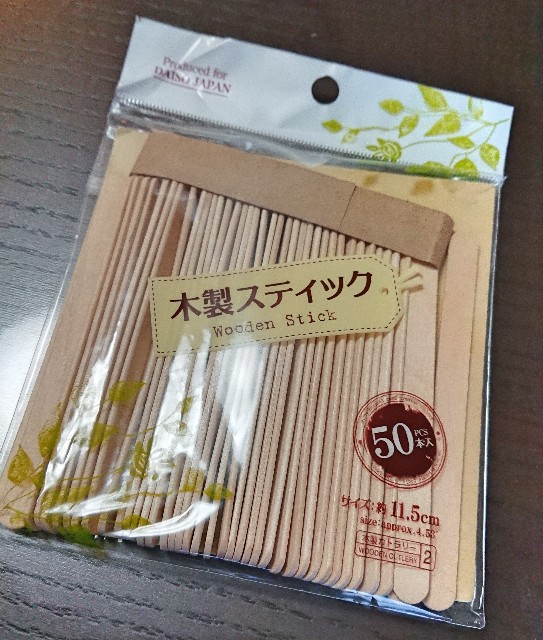 Produced for
DAISO JAPAN
木製スティック
Wooden Stick
50 PCS 本入
サイズ:約11.5cm
size:approx.4.53"
木製カトラリー
WOODEN CUTLERY 2